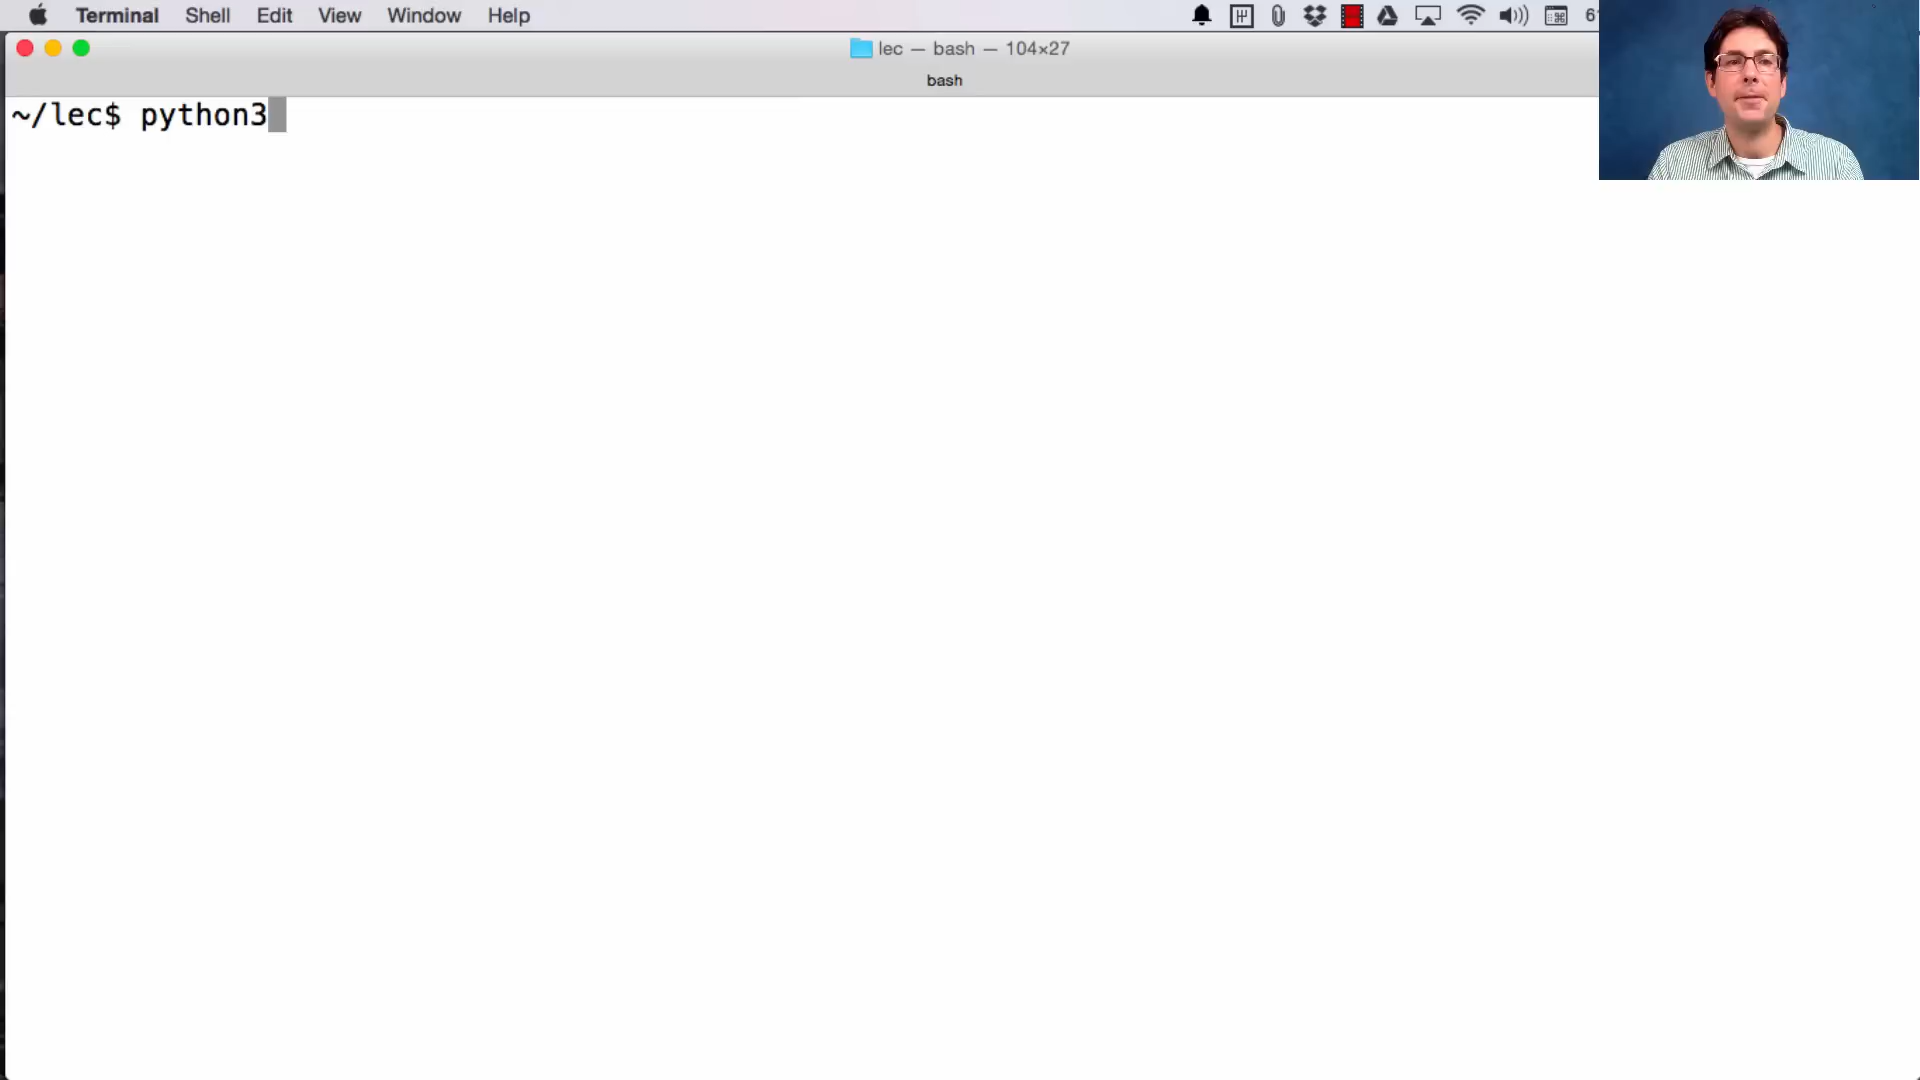 Terminal Shell Edit View Window Help
lec — bash — 104×27
bash
~/lec$ python3